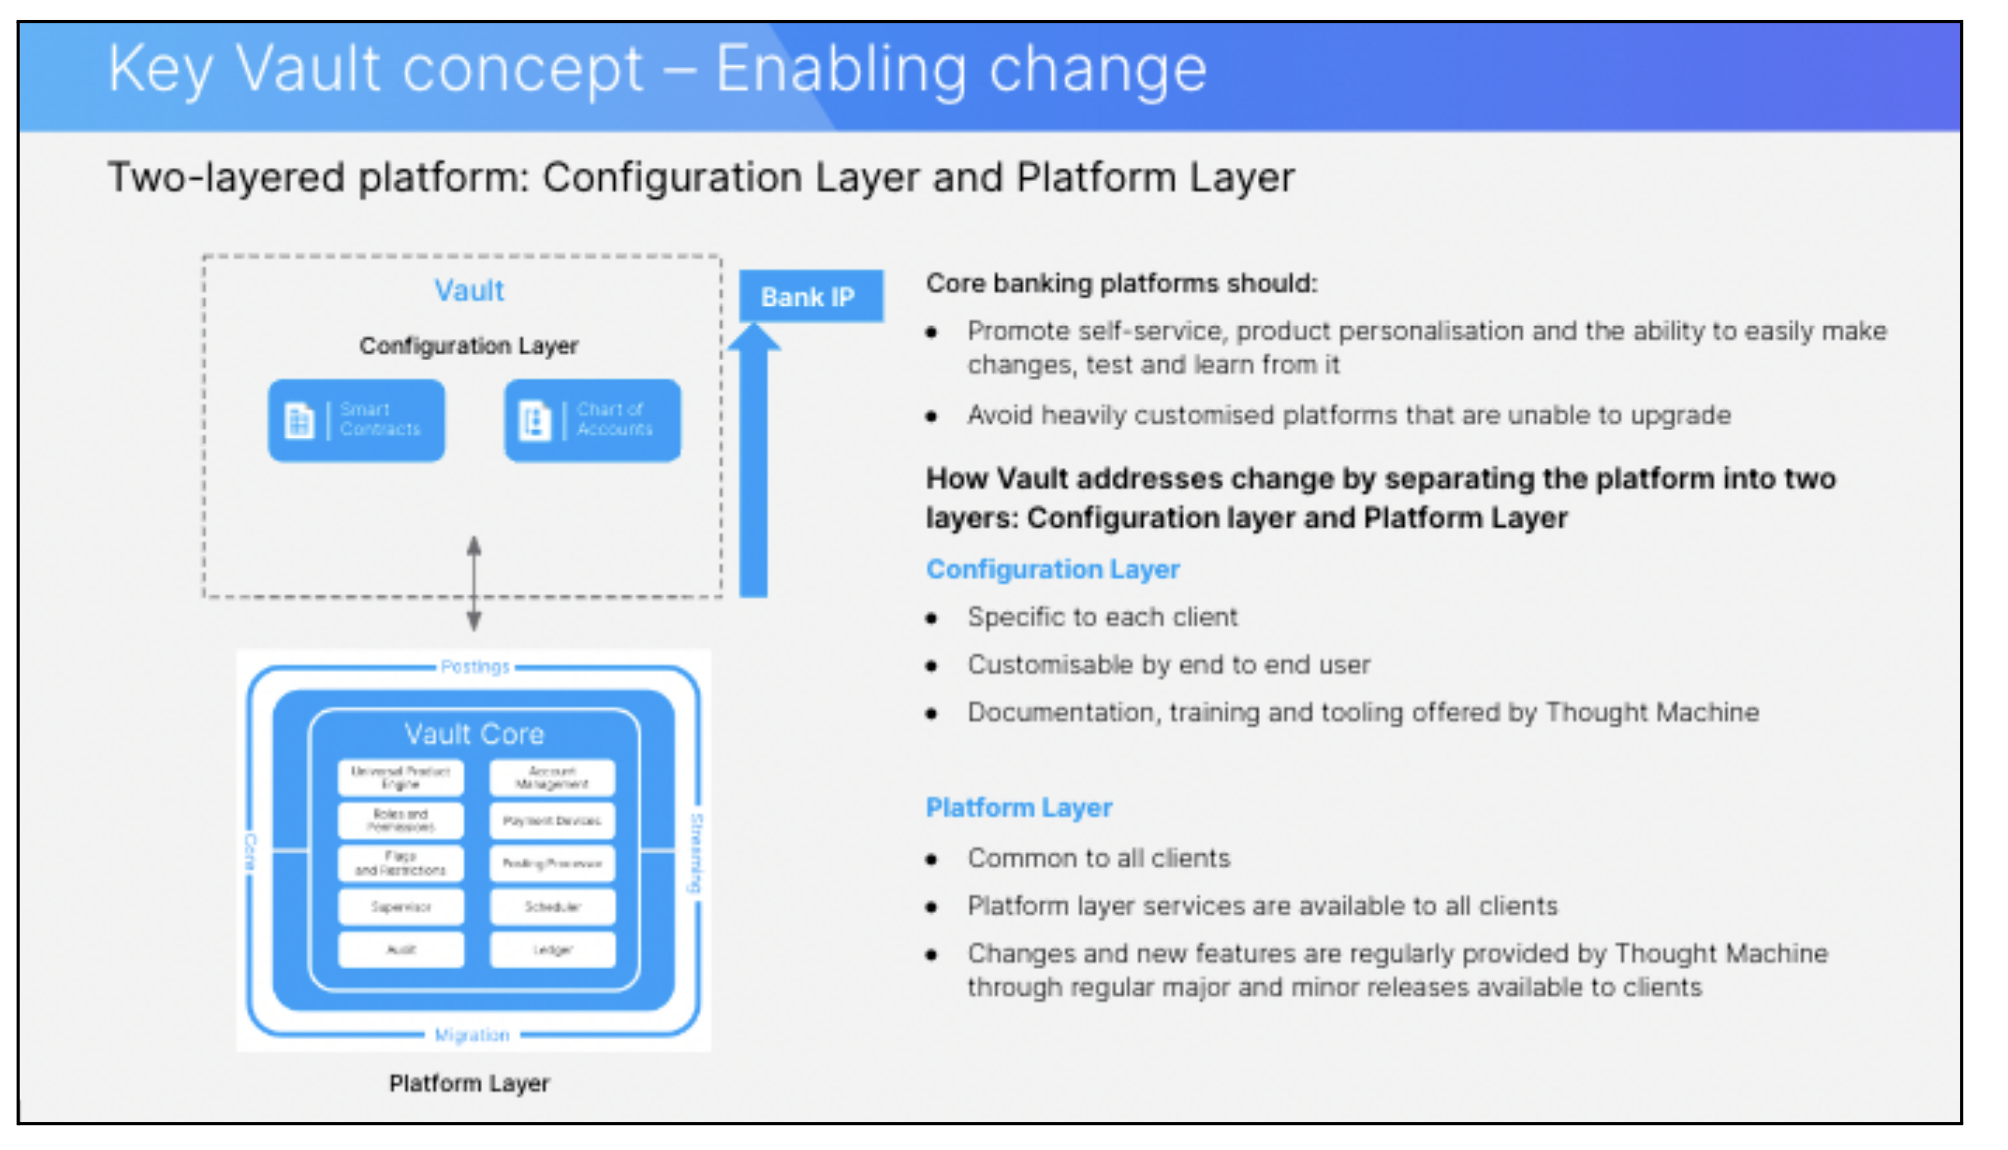 Key Vault concept – Enabling change
Two-layered platform: Configuration Layer and Platform Layer
Vault
Configuration Layer
Smart
Contracts
Chart of
Accounts
Bank IP
Postings
Core
Streaming
Vault Core
Universal Product
Engine
Account
Management
Roles and
Permissions
Payment Devices
Flags
and Restrictions
Posting Processor
Supervisor
Scheduler
Audit
Ledger
Migration
Platform Layer
Core banking platforms should:
• Promote self-service, product personalisation and the ability to easily make
changes, test and learn from it
• Avoid heavily customised platforms that are unable to upgrade
How Vault addresses change by separating the platform into two
layers: Configuration layer and Platform Layer
Configuration Layer
• Specific to each client
• Customisable by end to end user
• Documentation, training and tooling offered by Thought Machine
Platform Layer
• Common to all clients
• Platform layer services are available to all clients
• Changes and new features are regularly provided by Thought Machine
through regular major and minor releases available to clients